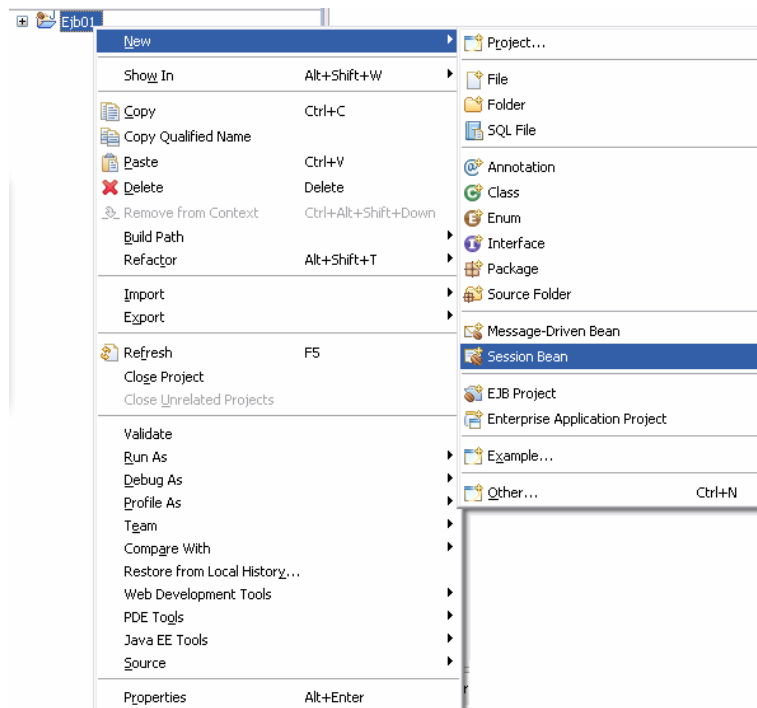 Ejb01
New
Show In Alt+Shift+W
Copy Ctrl+C
Copy Qualified Name
Paste Ctrl+V
Delete Delete
Remove from Context Ctrl+Alt+Shift+Down
Build Path
Refactor Alt+Shift+T
Import
Export
Refresh F5
Close Project
Close Unrelated Projects
Validate
Run As
Debug As
Profile As
Team
Compare With
Restore from Local History...
Web Development Tools
PDE Tools
Java EE Tools
Source
Properties Alt+Enter
Project...
File
Folder
SQL File
Annotation
Class
Enum
Interface
Package
Source Folder
Message-Driven Bean
Session Bean
EJB Project
Enterprise Application Project
Example...
Other... Ctrl+N